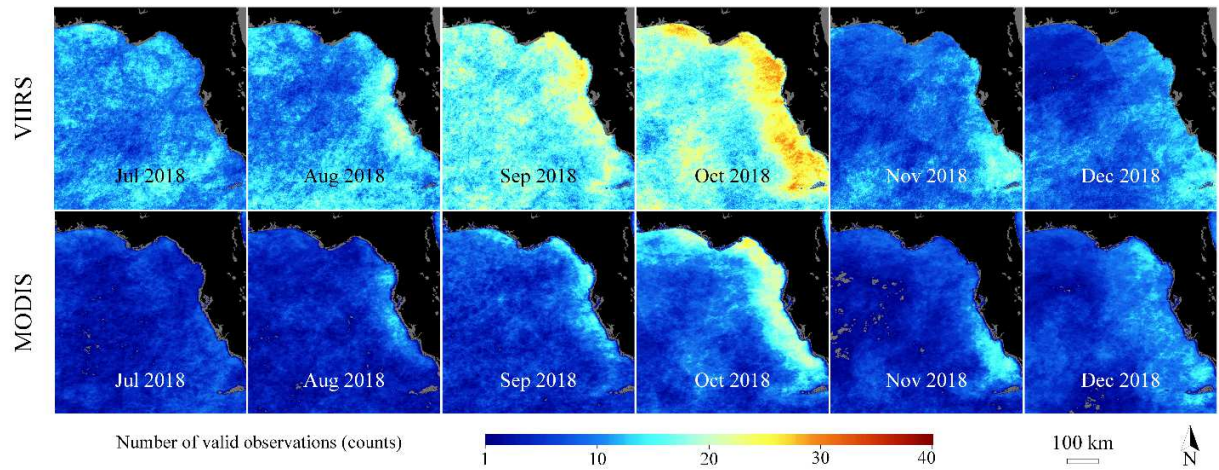 VIIRS
Jul 2018
Aug 2018
Sep 2018
Oct 2018
Nov 2018
Dec 2018
MODIS
Jul 2018
Aug 2018
Sep 2018
Oct 2018
Nov 2018
Dec 2018
Number of valid observations (counts)
1 10 20 30 40
100 km
N